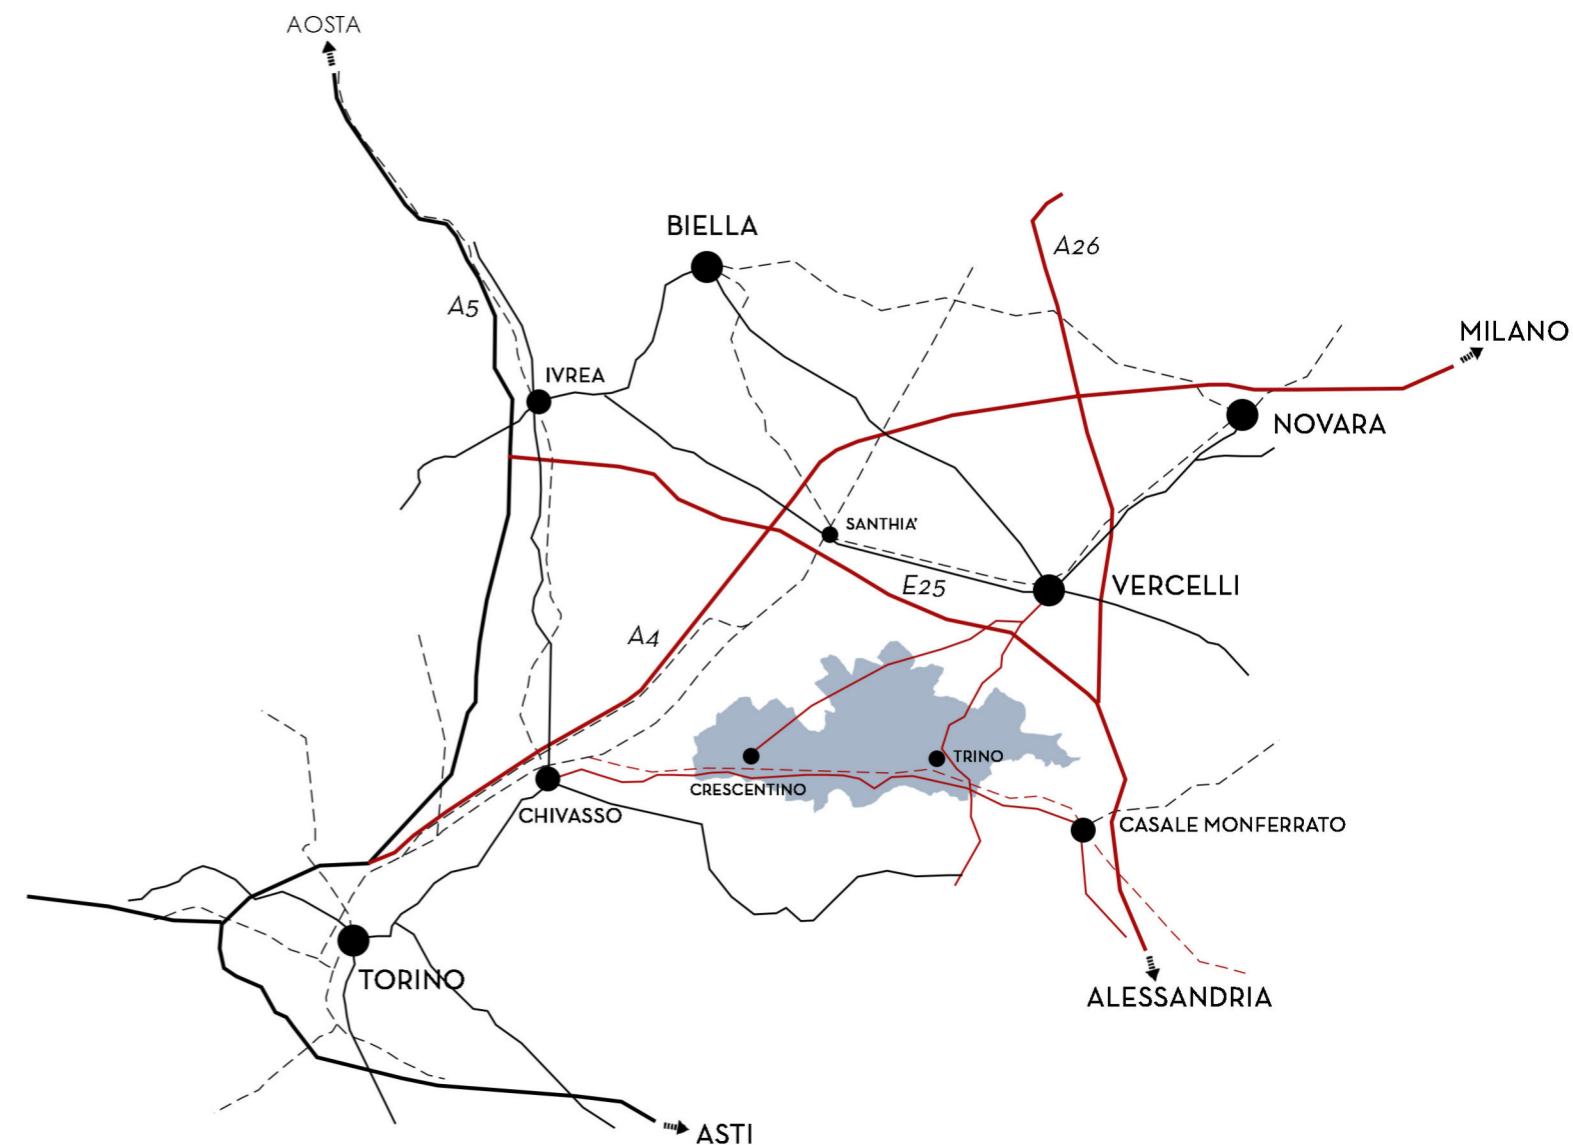 AOSTA
BIELLA
A26
A5
MILANO
IVREA
NOVARA
SANTHIA'
E25
VERCELLI
A4
TRINO
CRESCENTINO
CHIVASSO
CASALE MONFERRATO
TORINO
ALESSANDRIA
ASTI